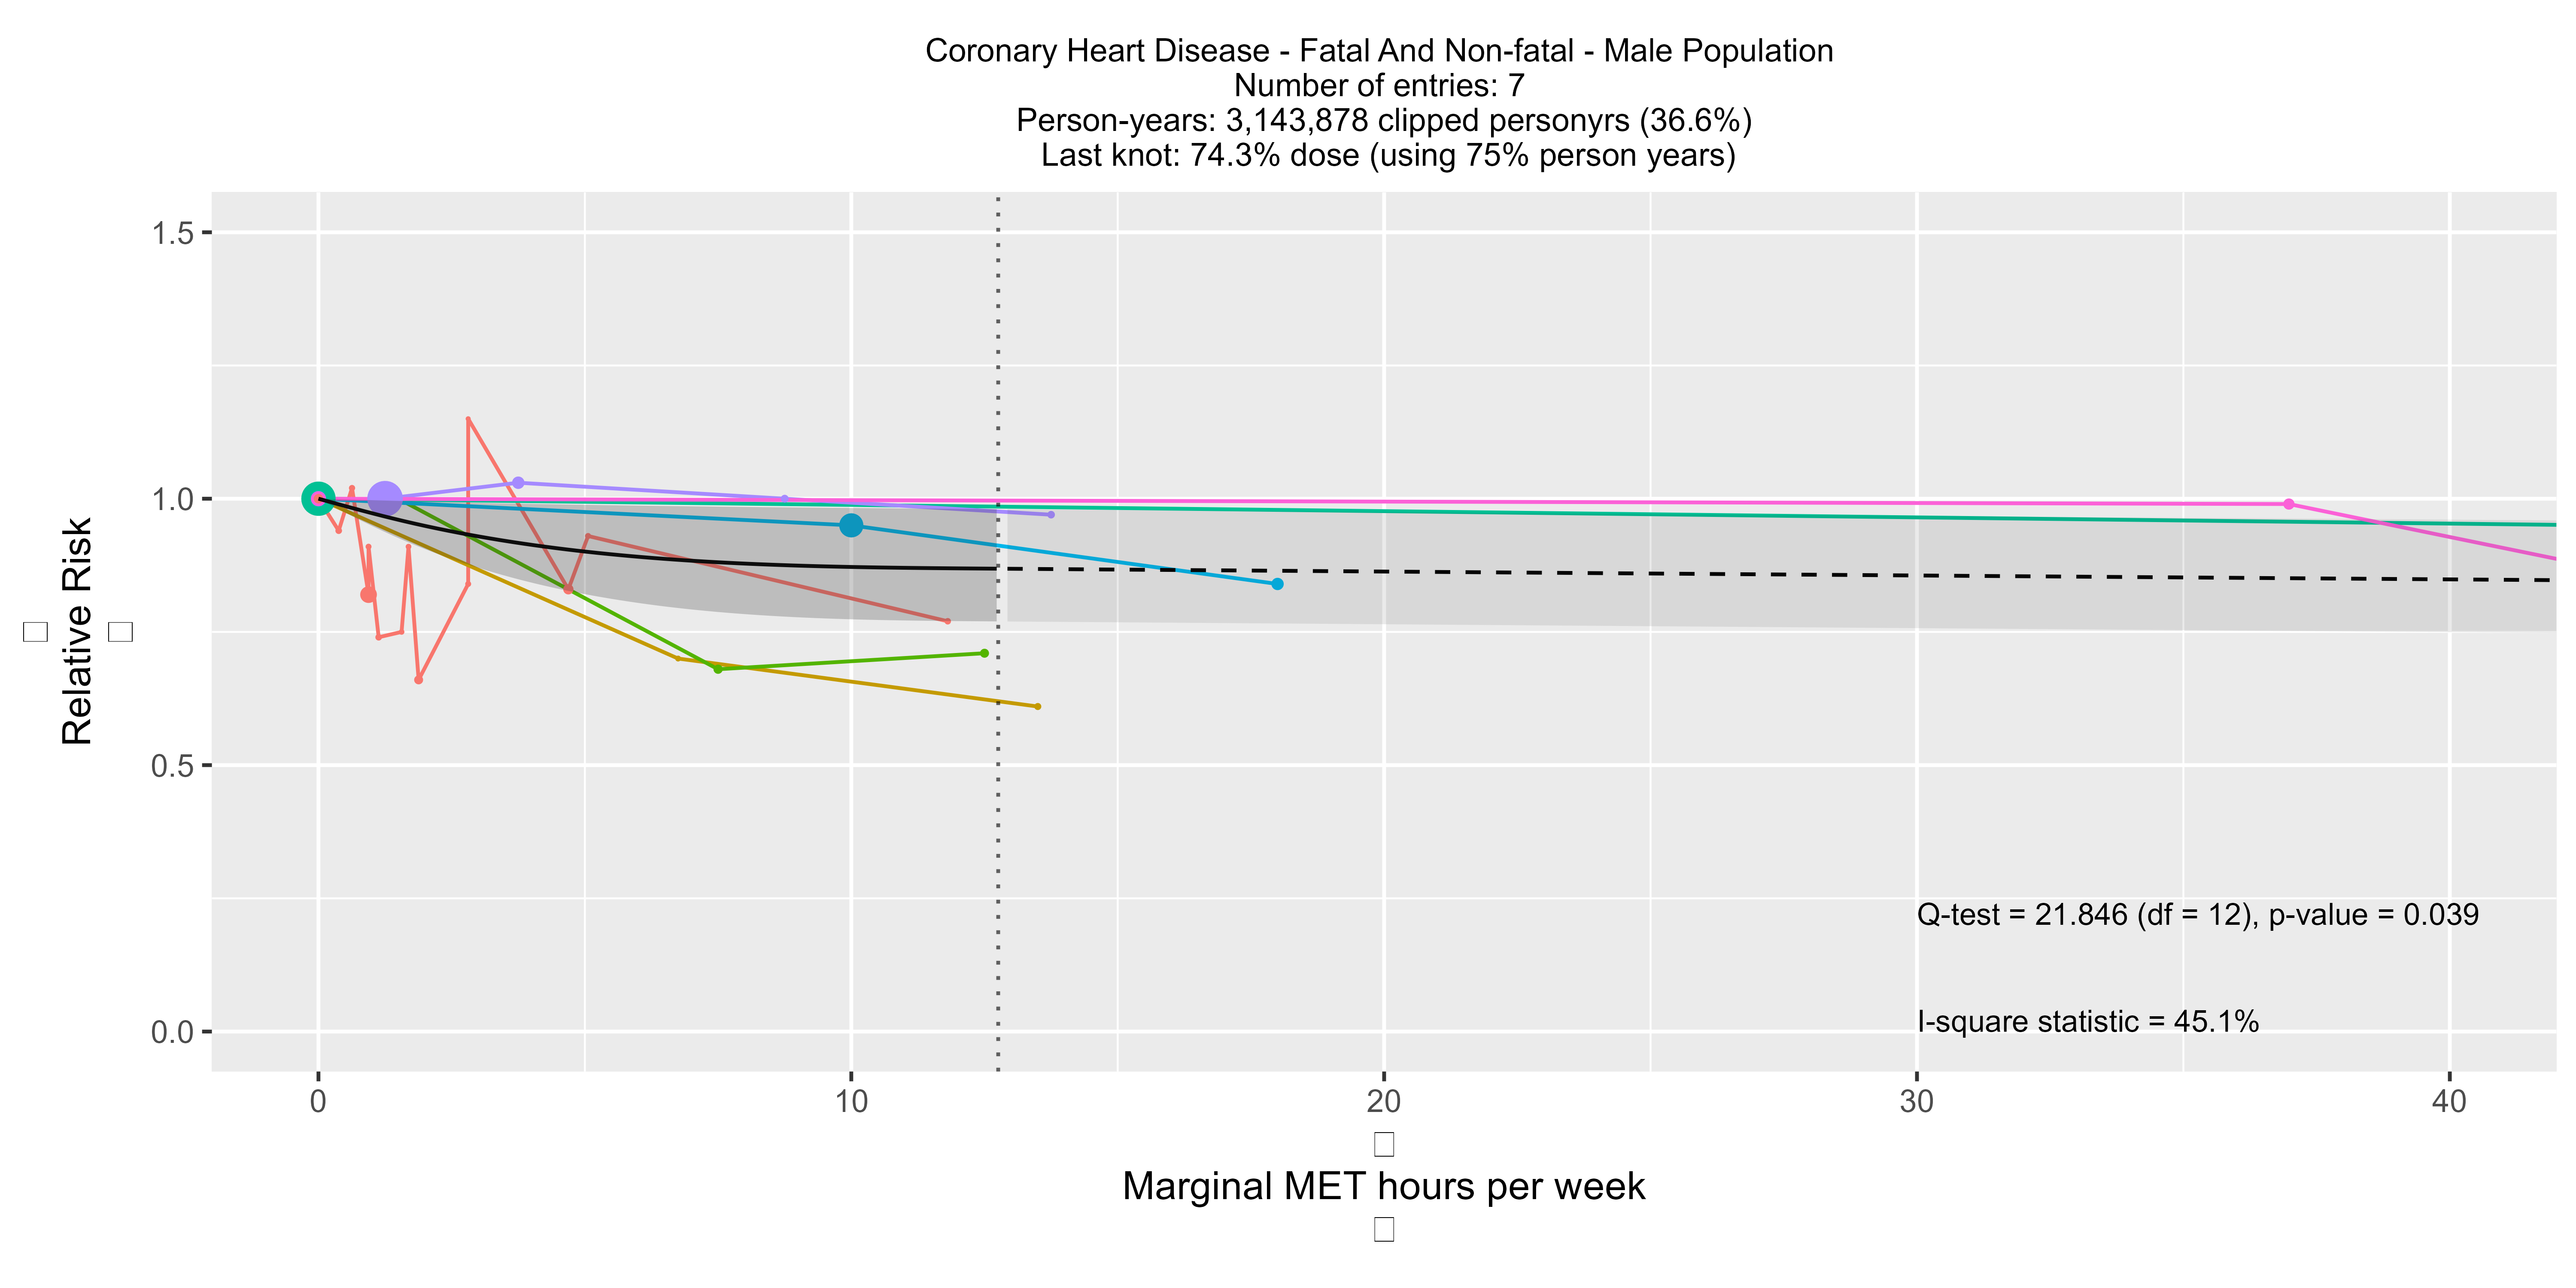 Coronary Heart Disease - Fatal And Non-fatal - Male Population
Number of entries: 7
Person-years: 3,143,878 clipped personyrs (36.6%)
Last knot: 74.3% dose (using 75% person years)
1.5
1.0
0.5
0.0
Relative Risk
Q-test = 21.846 (df = 12), p-value = 0.039
I-square statistic = 45.1%
0 10 20 30 40
Marginal MET hours per week